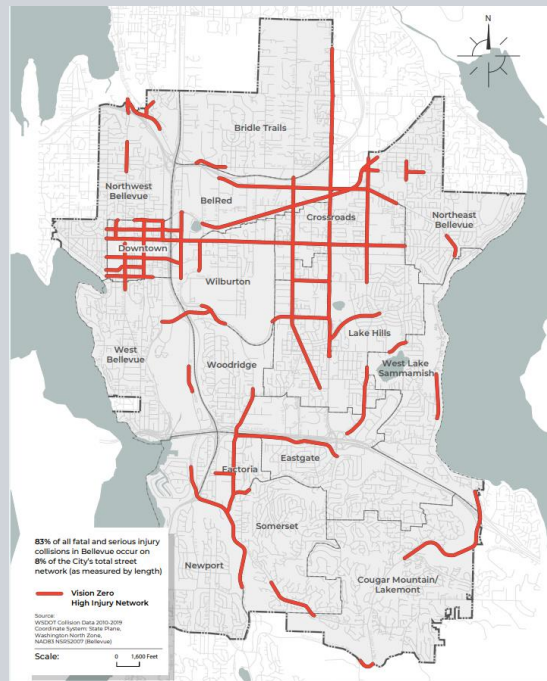 N
Bridle Trails
Northwest
Bellevue
BelRed
Crossroads
Northeast
Bellevue
Downtown
Wilburton
West
Bellevue
Woodridge
Lake Hills
West Lake
Sammamish
Factoria
Eastgate
Somerset
Newport
Cougar Mountain/
Lakemont
83% of all fatal and serious injury
collisions in Bellevue occur on
8% of the City's total street
network (as measured by length)
Vision Zero
High Injury Network
Source:
WSDOT Collision Data 2010-2019
Coordinate System: State Plane,
Washington North Zone,
NAD83 NSRS2007 (Bellevue)
Scale:
0 1,600 Feet